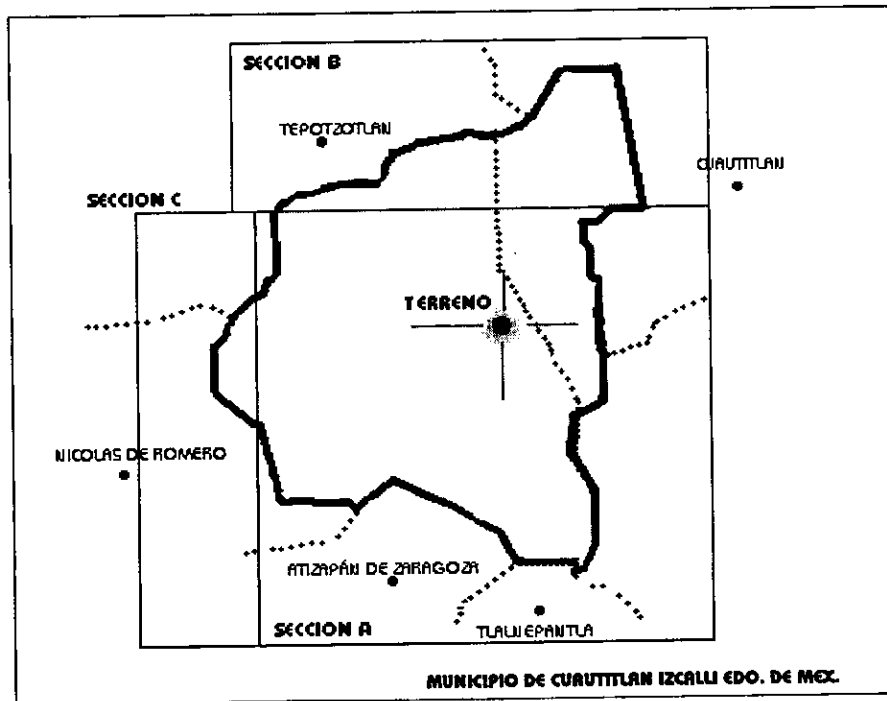 SECCION B
TEPOTZOTLAN
CUAUTITLAN
SECCION C
TERRENO
NICOLAS DE ROMERO
ATIZAPÁN DE ZARAGOZA
SECCION A
TLALNEPANTLA
MUNICIPIO DE CUAUTITLAN IZCALLI EDO. DE MEX.